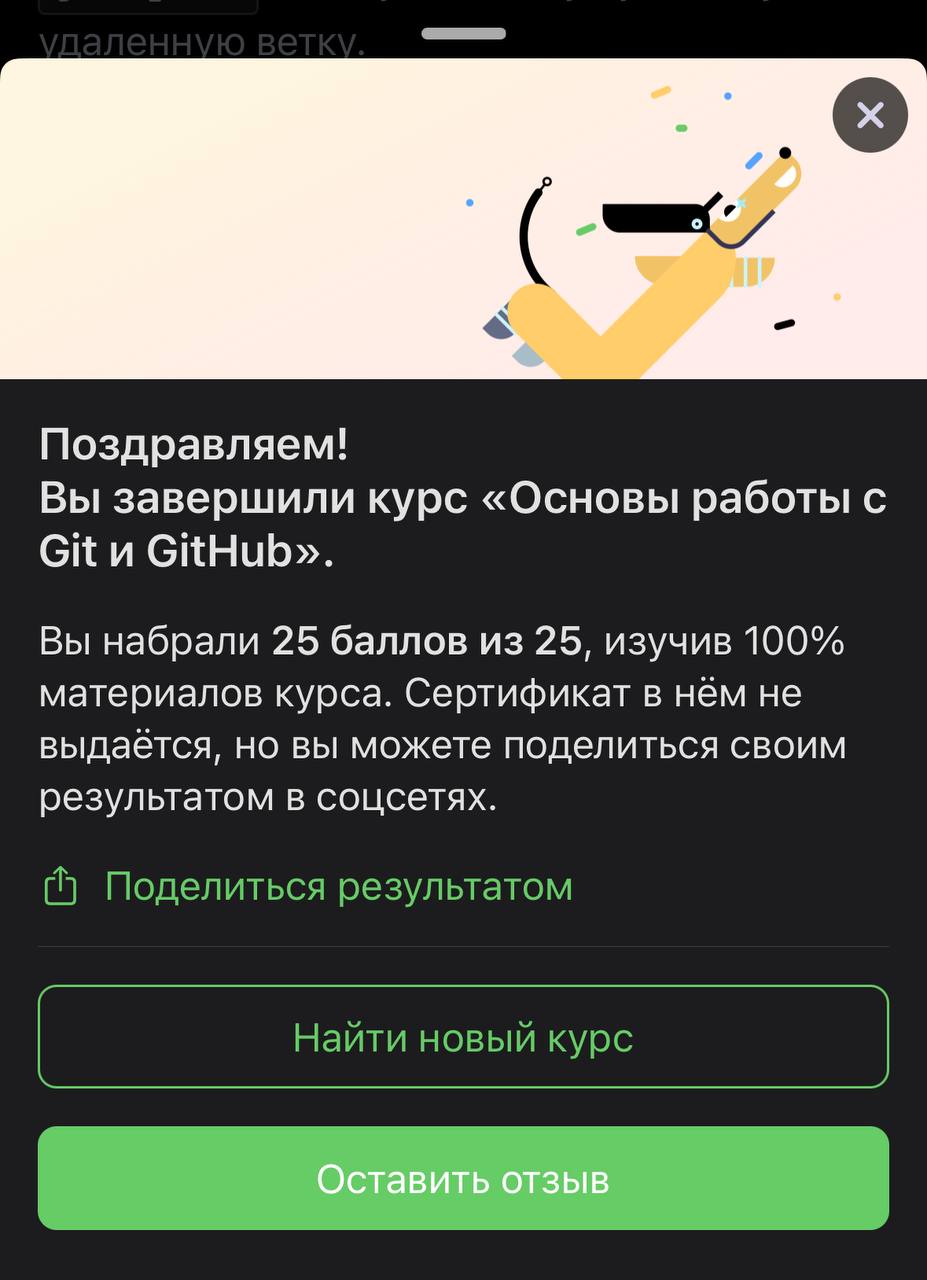 удаленную ветку.
Поздравляем!
Вы завершили курс «Основы работы с
Git и GitHub».
Вы набрали 25 баллов из 25, изучив 100%
материалов курса. Сертификат в нём не
выдаётся, но вы можете поделиться своим
результатом в соцсетях.
Поделиться результатом
Найти новый курс
Оставить отзыв